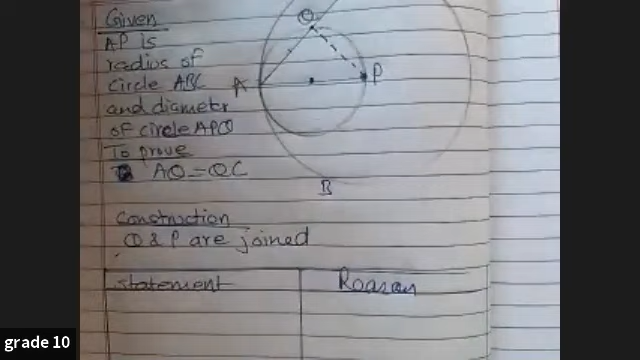 Given
AP is
radius of
circle ABC
and diameter
of circle APQ
To prove
AQ = QC
Q
A
P
B
Construction
Q & P are joined
statement
Reason
grade 10